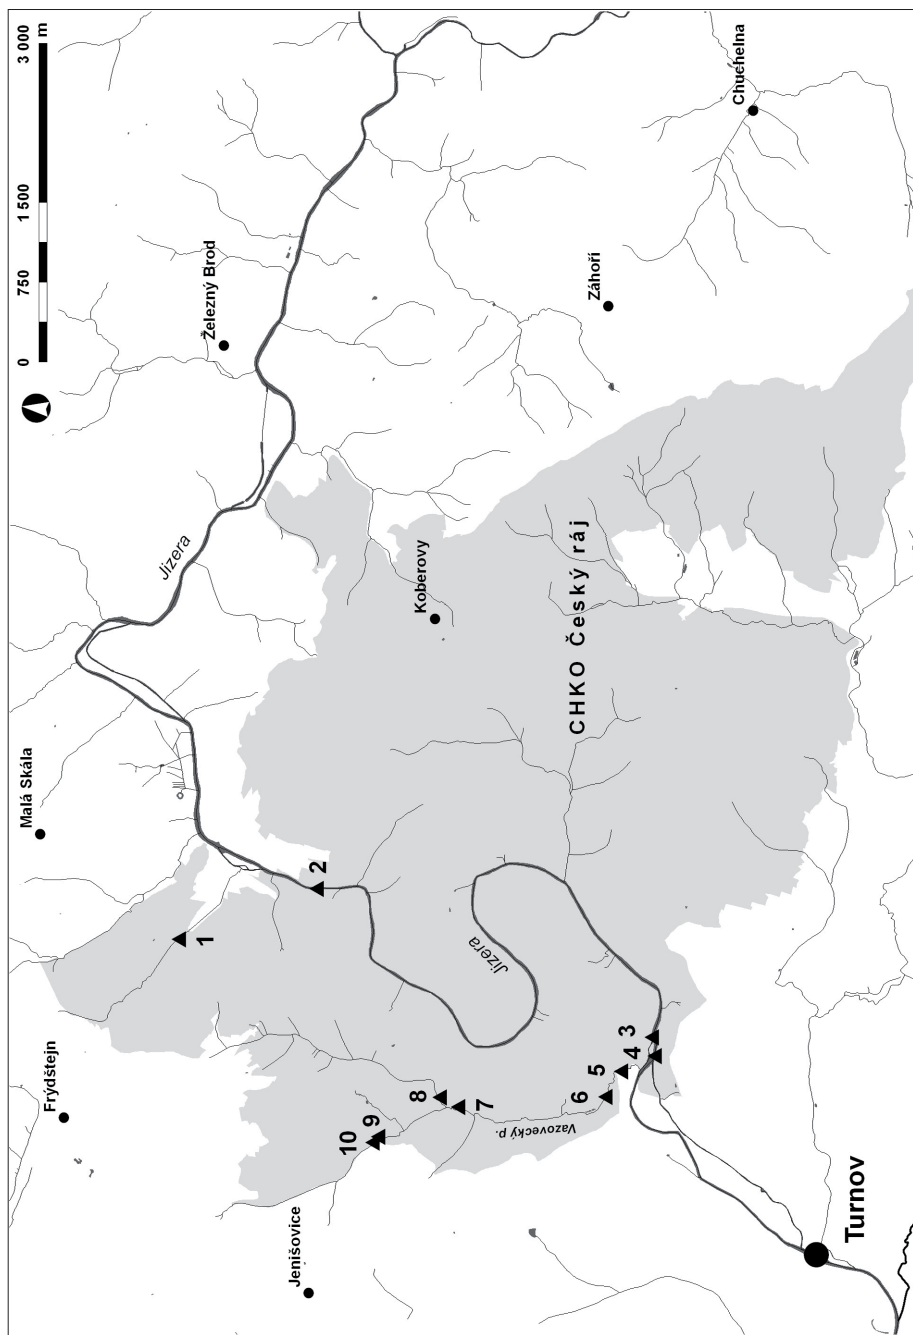 0 750 1 500 3 000
m
Malá Skála
Frýdštejn
Železný Brod
Jizera
Jenišovice
Koberovy
Chuchelna
Záhoří
CHKO Český ráj
Jizera
Vazovecký p.
Turnov
1
2
3
4
5
6
7
8
9
10